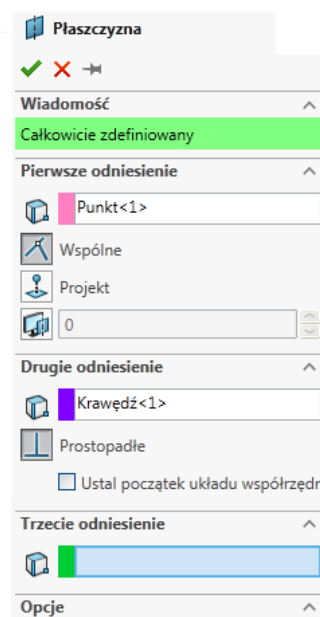 Płaszczyzna
Wiadomość
Całkowicie zdefiniowany
Pierwsze odniesienie
Punkt<1>
Wspólne
Projekt
0
Drugie odniesienie
Krawędź<1>
Prostopadłe
Ustal początek układu współrzędr
Trzecie odniesienie
Opcje